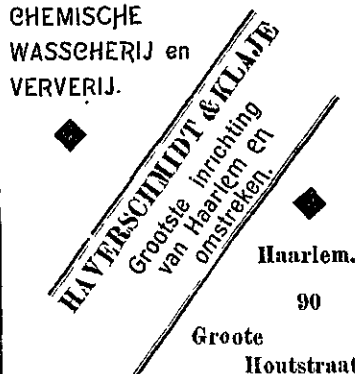 CHEMISCHE
WASSCHERIJ en
VERVERIJ.
HAVERSCHMIDT & KLAJE
Grootste inrichting
van Haarlem en
omstreken.
Haarlem.
90
Groote
Houtstraat